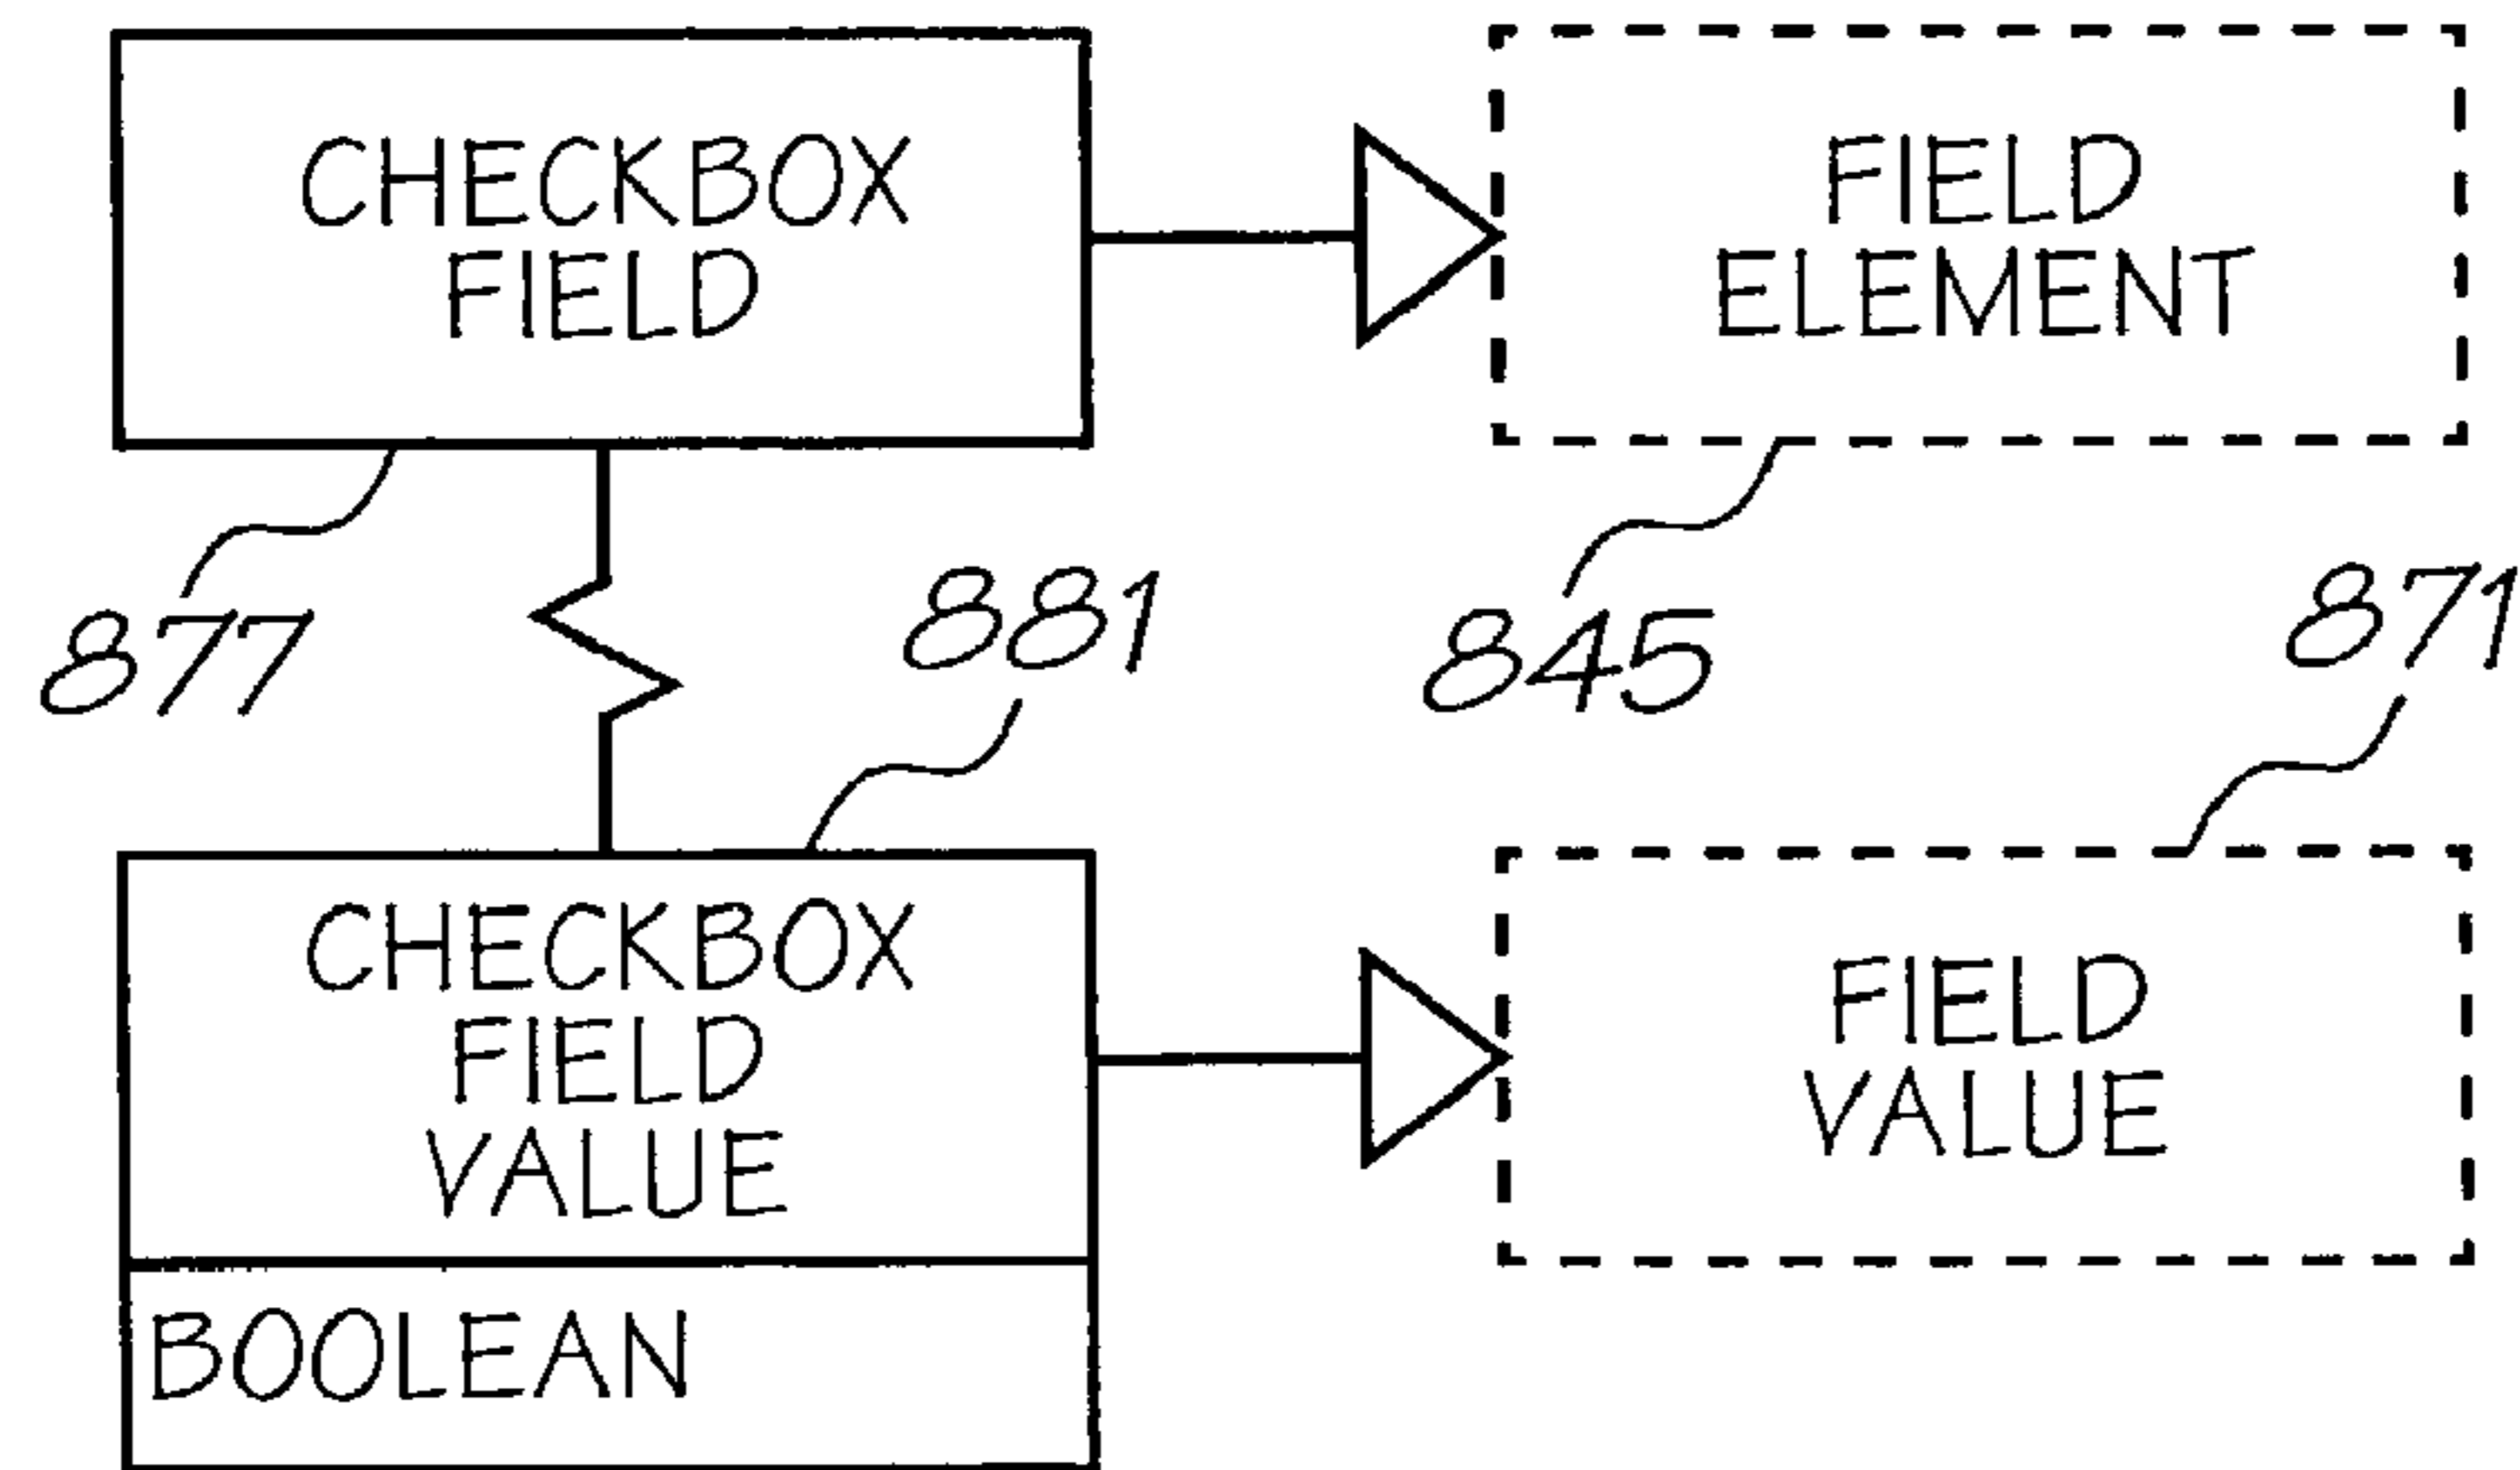 CHECKBOX
FIELD
FIELD
ELEMENT
877
881
845
871
CHECKBOX
FIELD
VALUE
FIELD
VALUE
BOOLEAN